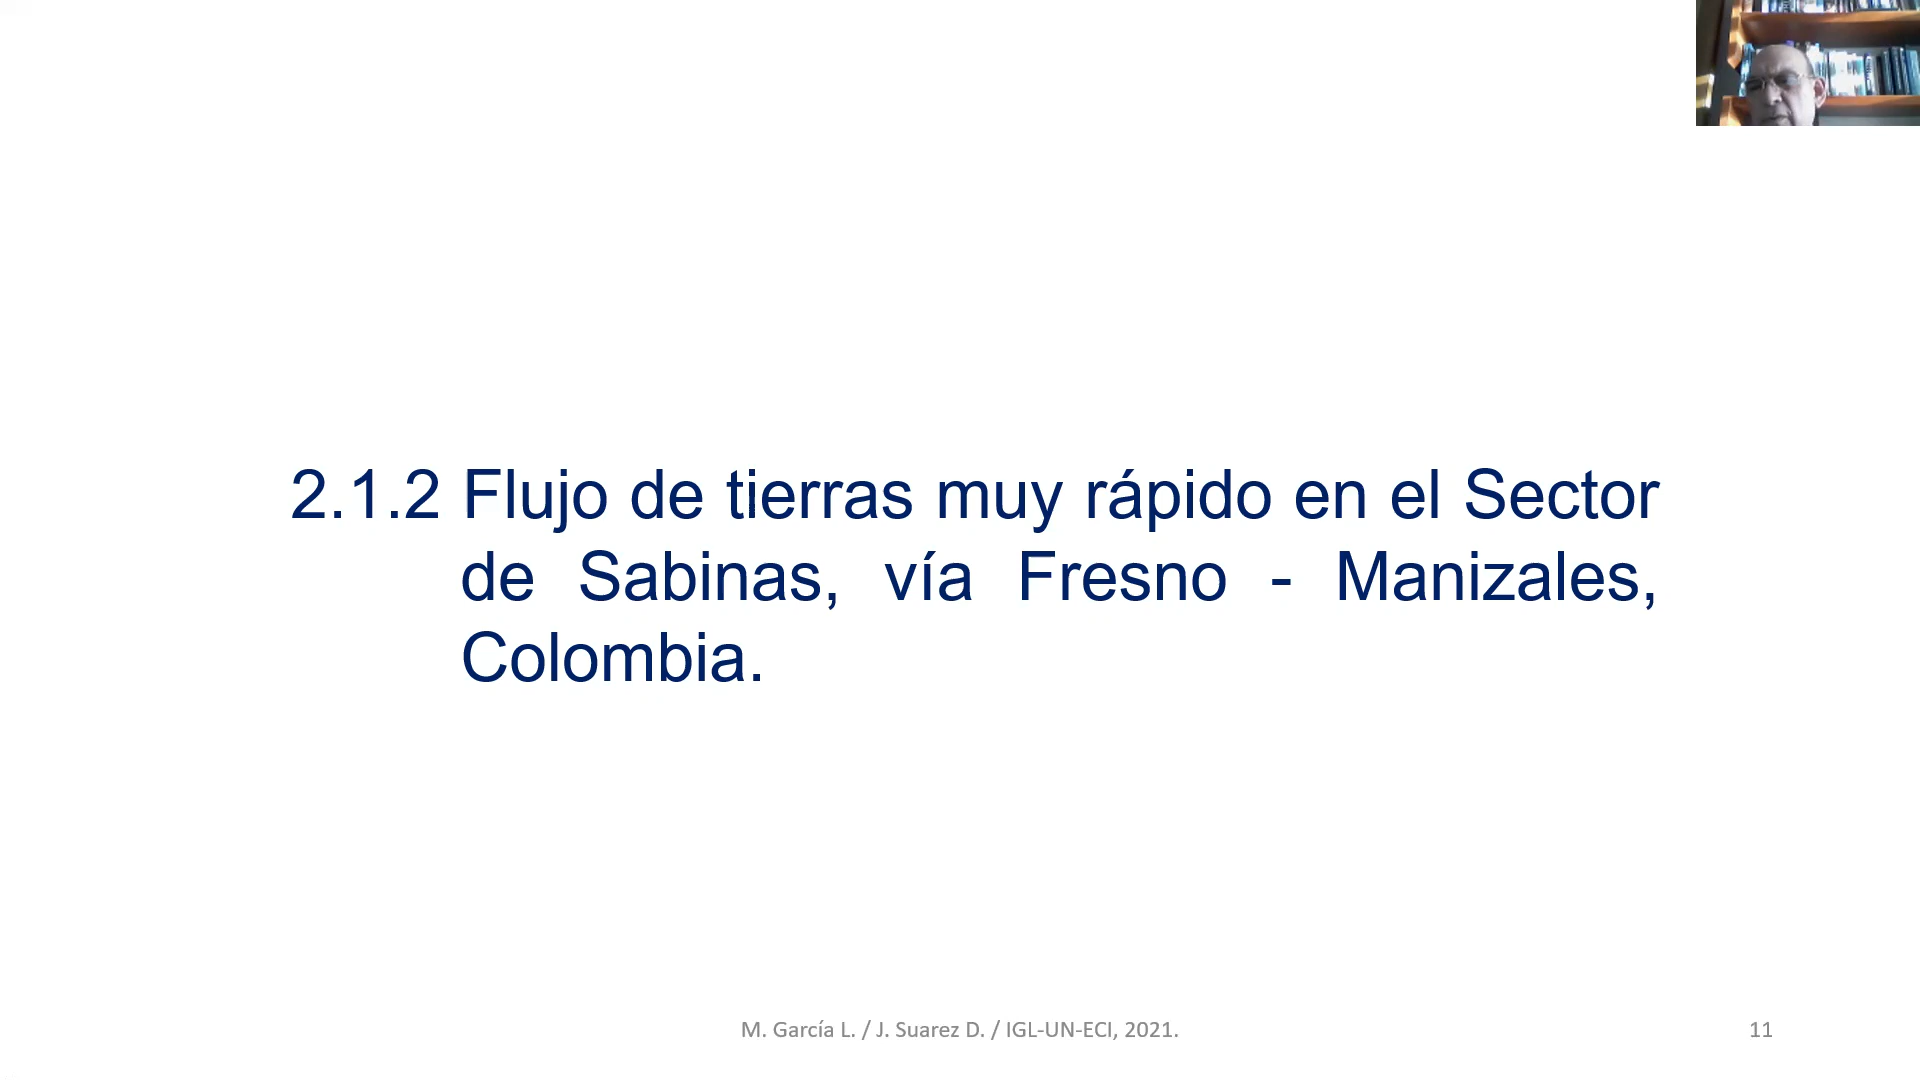 2.1.2 Flujo de tierras muy rápido en el Sector
de Sabinas, vía Fresno - Manizales,
Colombia.
M. García L. / J. Suarez D. / IGL-UN-ECI, 2021.
11